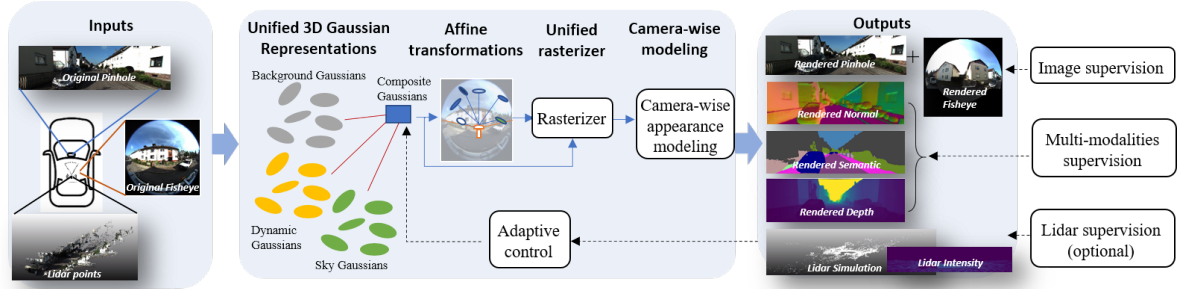 Inputs
Original Pinhole
Original Fisheye
Lidar points
Unified 3D Gaussian
Representations
Background Gaussians
Composite
Gaussians
Dynamic
Gaussians
Sky Gaussians
Affine
transformations
Unified
rasterizer
Rasterizer
Camera-wise
modeling
Camera-wise
appearance
modeling
Adaptive
control
Outputs
Rendered Pinhole
+
Rendered
Fisheye
Rendered Normal
Rendered Semantic
Rendered Depth
Lidar Simulation
Lidar Intensity
Image supervision
Multi-modalities
supervision
Lidar supervision
(optional)